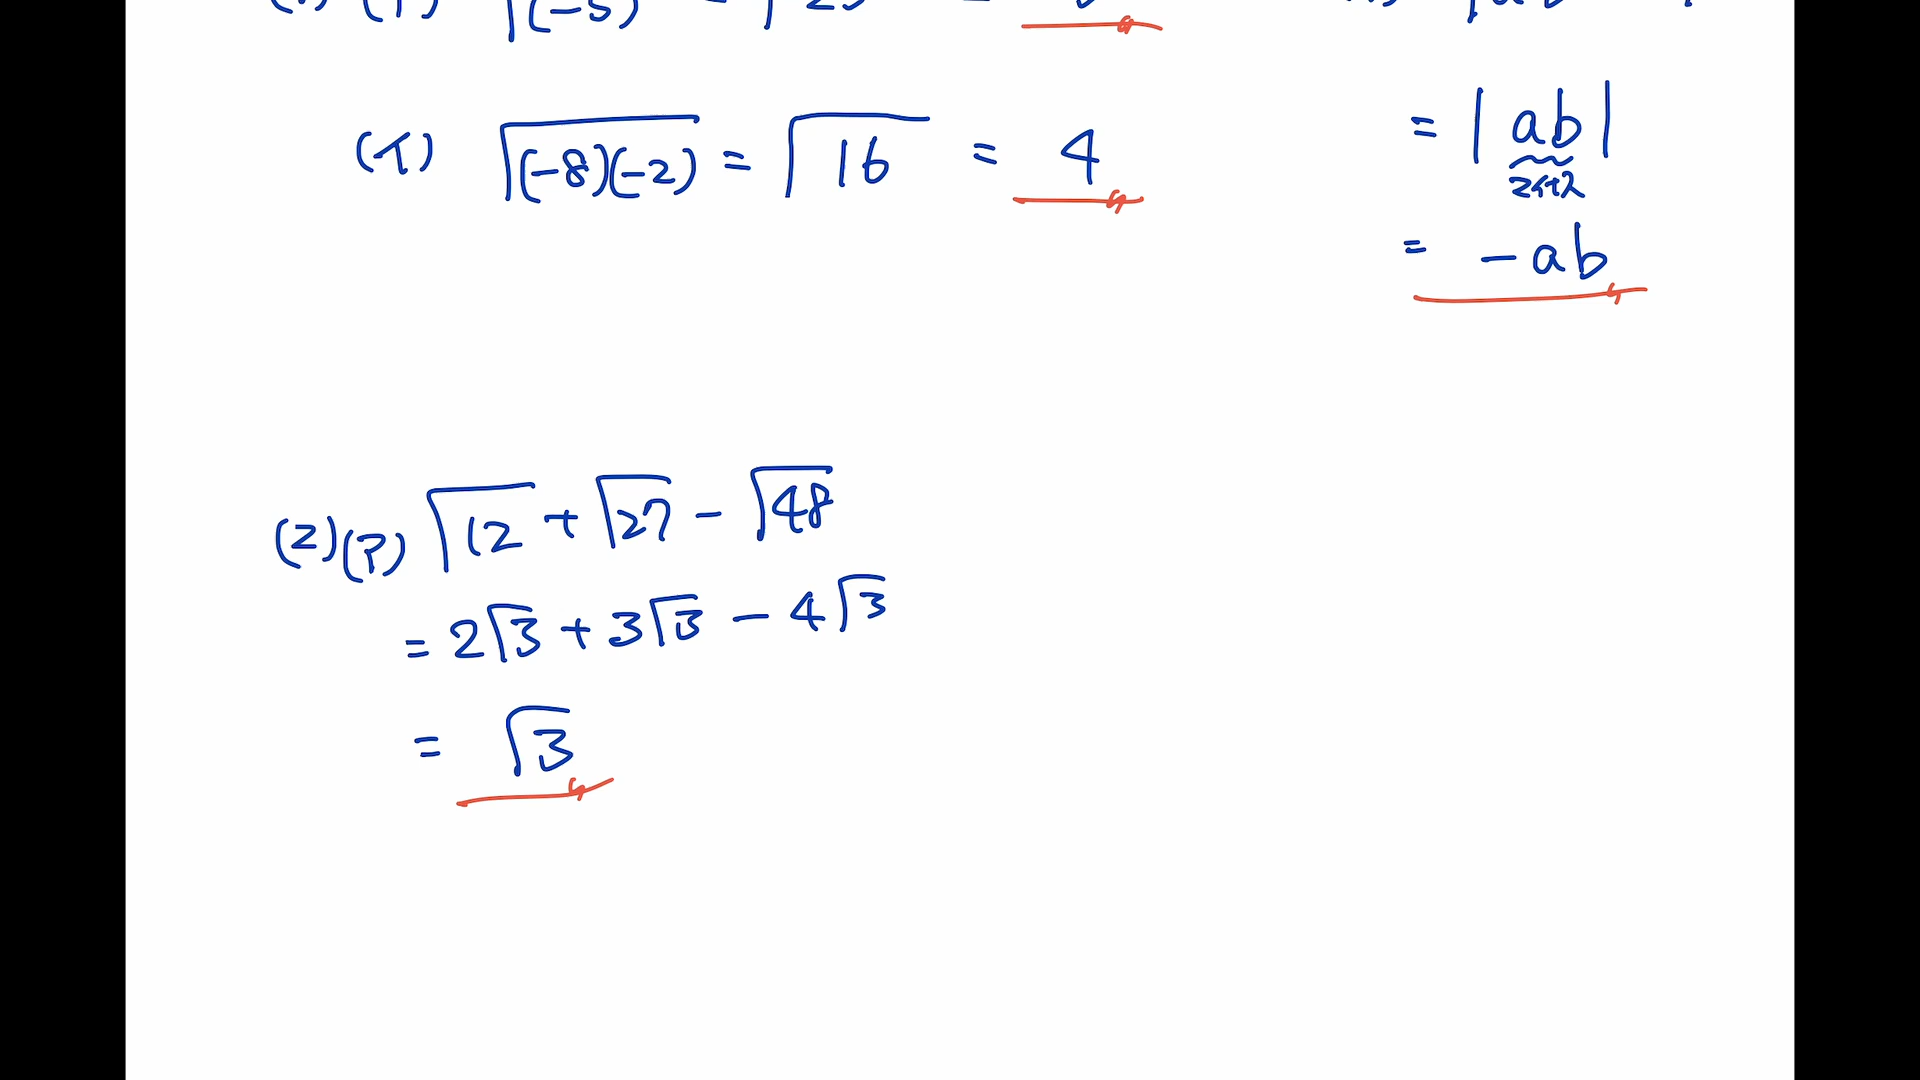 (イ) √(-8)(-2) = √16 = 4
= |ab|
マイナス
= -ab
(2)(ア) √12 + √27 - √48
= 2√3 + 3√3 - 4√3
= √3